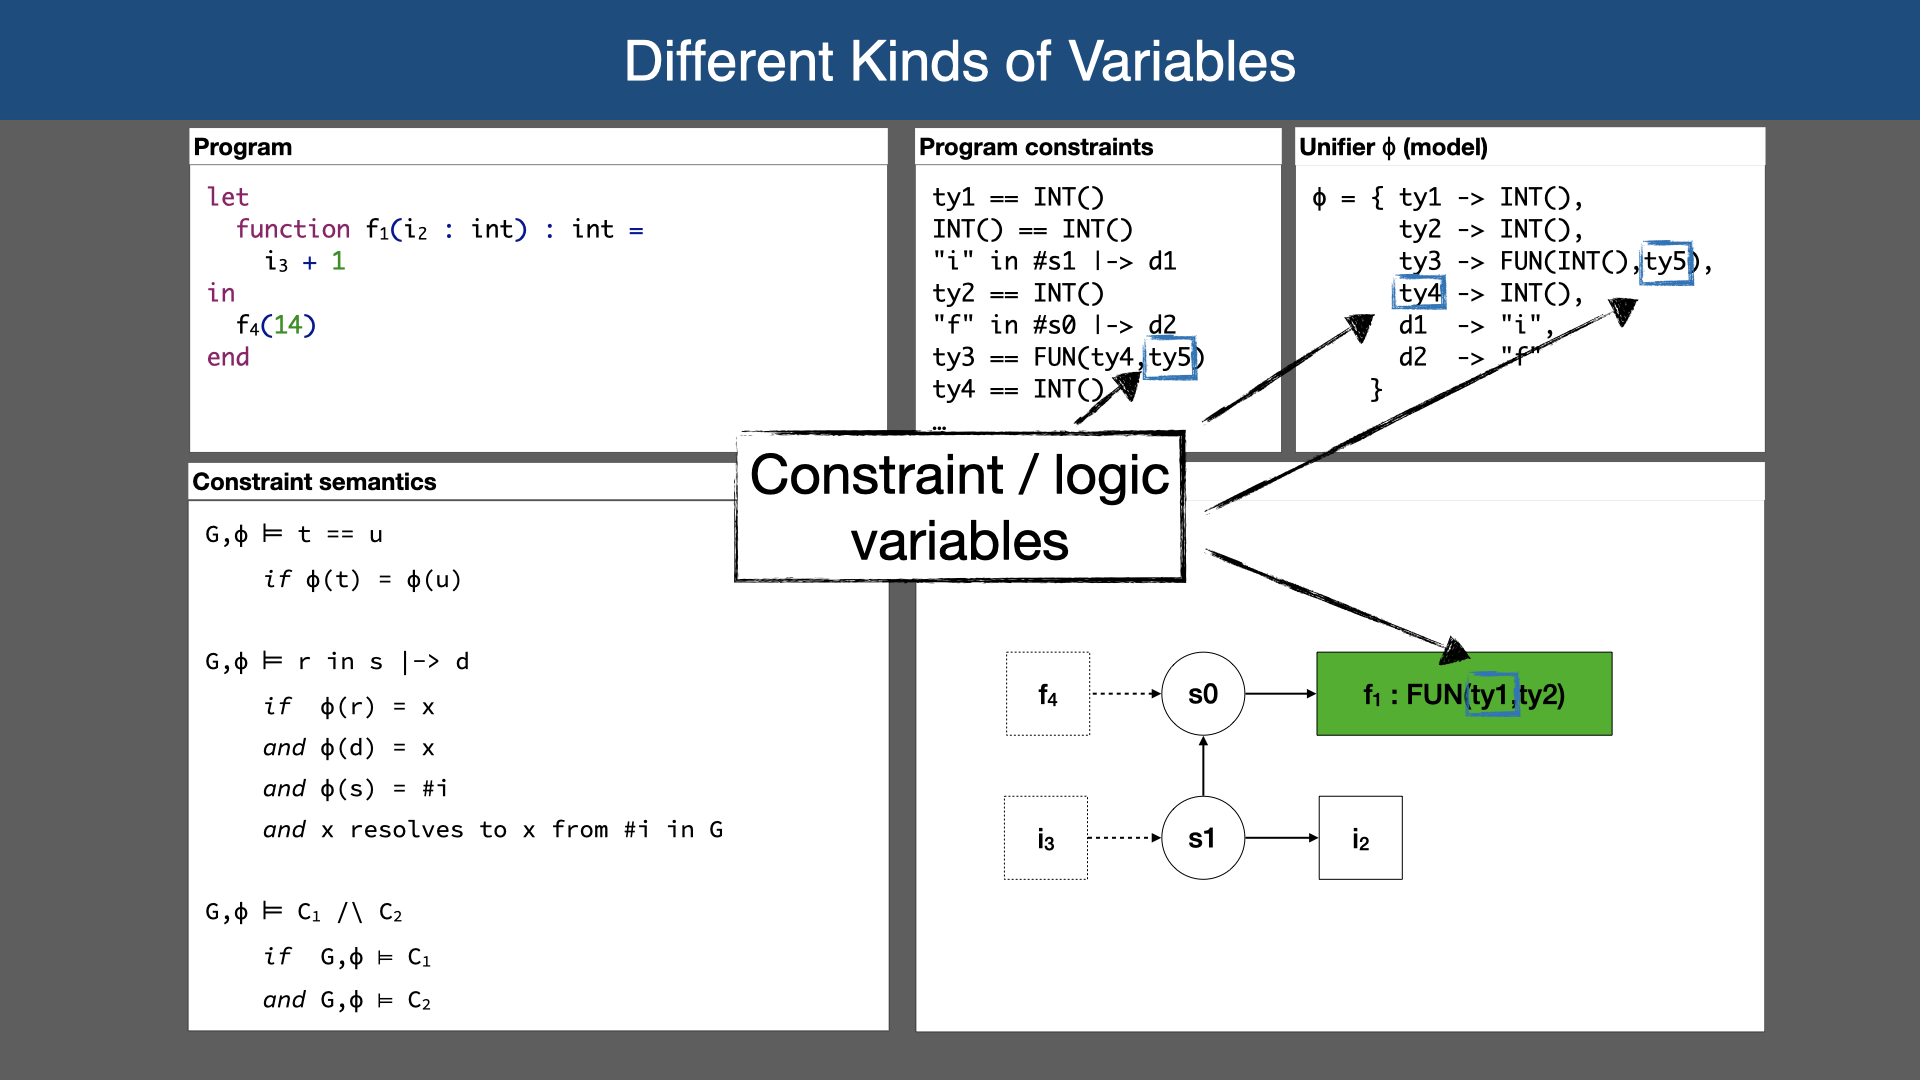 Different Kinds of Variables
Program
let
function f₁(i₂ : int) : int =
i₃ + 1
in
f₄(14)
end
Program constraints
ty1 == INT()
INT() == INT()
"i" in #s1 |-> d1
ty2 == INT()
"f" in #s0 |-> d2
ty3 == FUN(ty4,ty5)
ty4 == INT()
…
Unifier ϕ (model)
ϕ = { ty1 -> INT(),
ty2 -> INT(),
ty3 -> FUN(INT(),ty5),
ty4 -> INT(),
d1 -> "i",
d2 -> "f"
}
Constraint / logic
variables
Constraint semantics
G,ϕ ⊨ t == u
if ϕ(t) = ϕ(u)
G,ϕ ⊨ r in s |-> d
if ϕ(r) = x
and ϕ(d) = x
and ϕ(s) = #i
and x resolves to x from #i in G
G,ϕ ⊨ C₁ /\ C₂
if G,ϕ ⊨ C₁
and G,ϕ ⊨ C₂
f₄
s0
f₁ : FUN(ty1,ty2)
i₃
s1
i₂